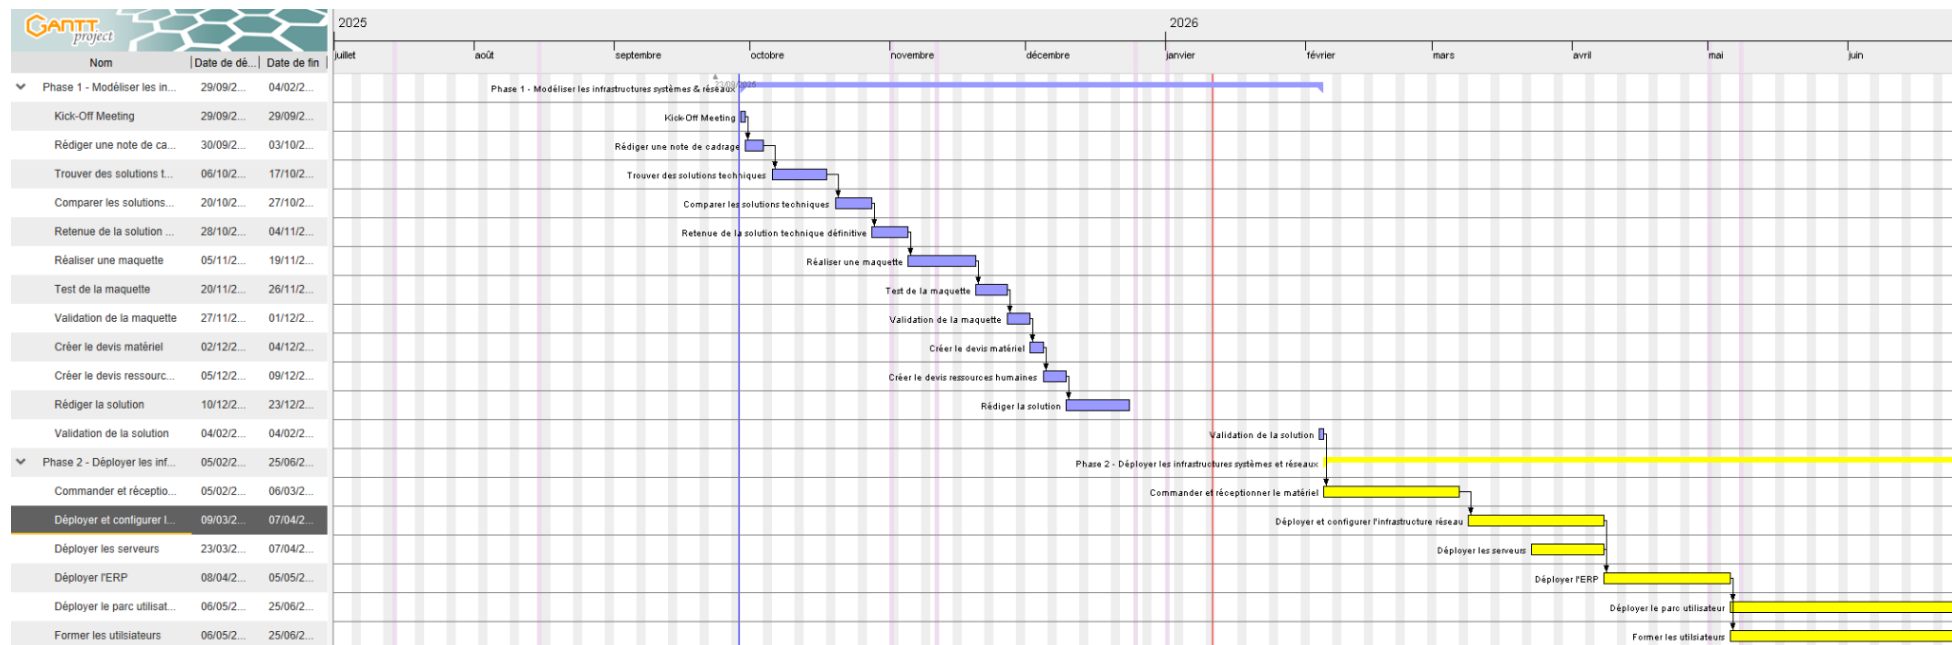 GANTT project
2025 2026
Nom Date de dé... Date de fin juillet août septembre octobre novembre décembre janvier février mars avril mai juin
Phase 1 - Modéliser les in... 29/09/2... 04/02/2... Phase 1 - Modéliser les infrastructures systèmes & réseaux
Kick-Off Meeting 29/09/2... 29/09/2... Kick-Off Meeting
Rédiger une note de ca... 30/09/2... 03/10/2... Rédiger une note de cadrage
Trouver des solutions t... 06/10/2... 17/10/2... Trouver des solutions techniques
Comparer les solutions... 20/10/2... 27/10/2... Comparer les solutions techniques
Retenue de la solution ... 28/10/2... 04/11/2... Retenue de la solution technique définitive
Réaliser une maquette 05/11/2... 19/11/2... Réaliser une maquette
Test de la maquette 20/11/2... 26/11/2... Test de la maquette
Validation de la maquette 27/11/2... 01/12/2... Validation de la maquette
Créer le devis matériel 02/12/2... 04/12/2... Créer le devis matériel
Créer le devis ressourc... 05/12/2... 09/12/2... Créer le devis ressources humaines
Rédiger la solution 10/12/2... 23/12/2... Rédiger la solution
Validation de la solution 04/02/2... 04/02/2... Validation de la solution
Phase 2 - Déployer les inf... 05/02/2... 25/06/2... Phase 2 - Déployer les infrastructures systèmes et réseaux
Commander et réceptio... 05/02/2... 06/03/2... Commander et réceptionner le matériel
Déployer et configurer l... 09/03/2... 07/04/2... Déployer et configurer l'infrastructure réseau
Déployer les serveurs 23/03/2... 07/04/2... Déployer les serveurs
Déployer l'ERP 08/04/2... 05/05/2... Déployer l'ERP
Déployer le parc utilisat... 06/05/2... 25/06/2... Déployer le parc utilisateur
Former les utilsiateurs 06/05/2... 25/06/2... Former les utilsiateurs